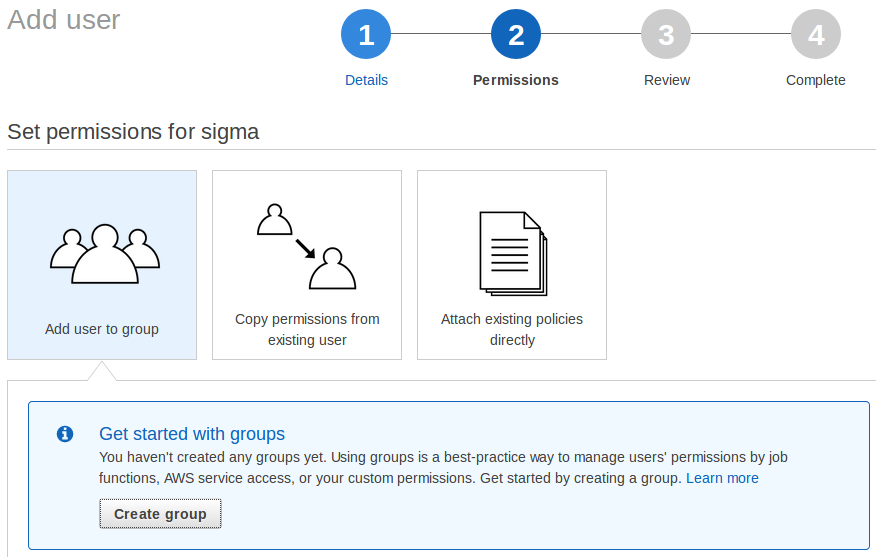 Add user
1
2
3
4
Details
Permissions
Review
Complete
Set permissions for sigma
Add user to group
Copy permissions from
existing user
Attach existing policies
directly
Get started with groups
You haven't created any groups yet. Using groups is a best-practice way to manage users' permissions by job
functions, AWS service access, or your custom permissions. Get started by creating a group. Learn more
Create group